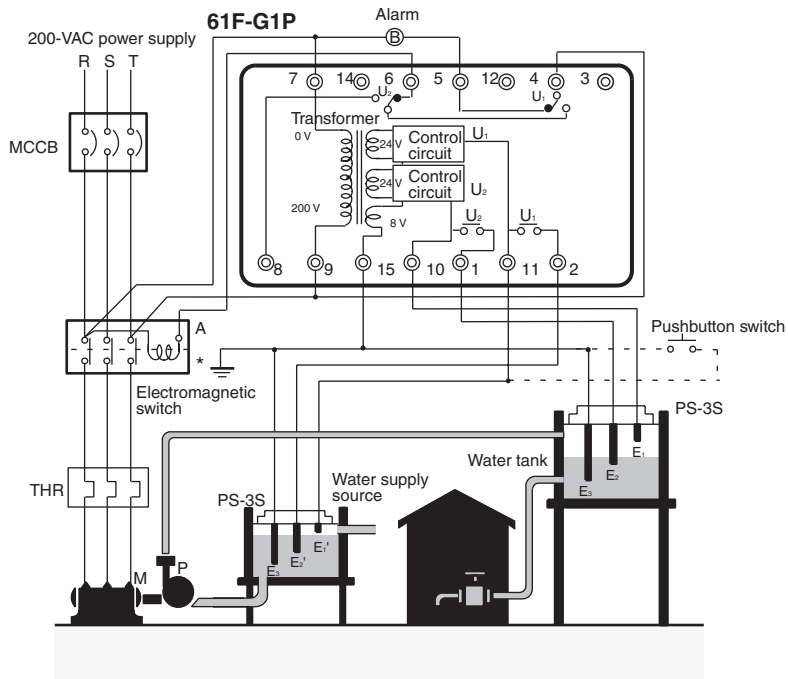 61F-G1P
Alarm
200-VAC power supply
R S T
B
7 14 6 5 12 4 3
U₂
U₁
MCCB
Transformer
0 V
24 V
Control circuit
U₁
24 V
Control circuit
U₂
200 V
8 V
U₂
U₁
8 9 15 10 1 11 2
A
*
Pushbutton switch
Electromagnetic switch
PS-3S
Water tank
E₁
E₂
E₃
THR
PS-3S
Water supply source
E₁'
E₂'
E₃
M
P